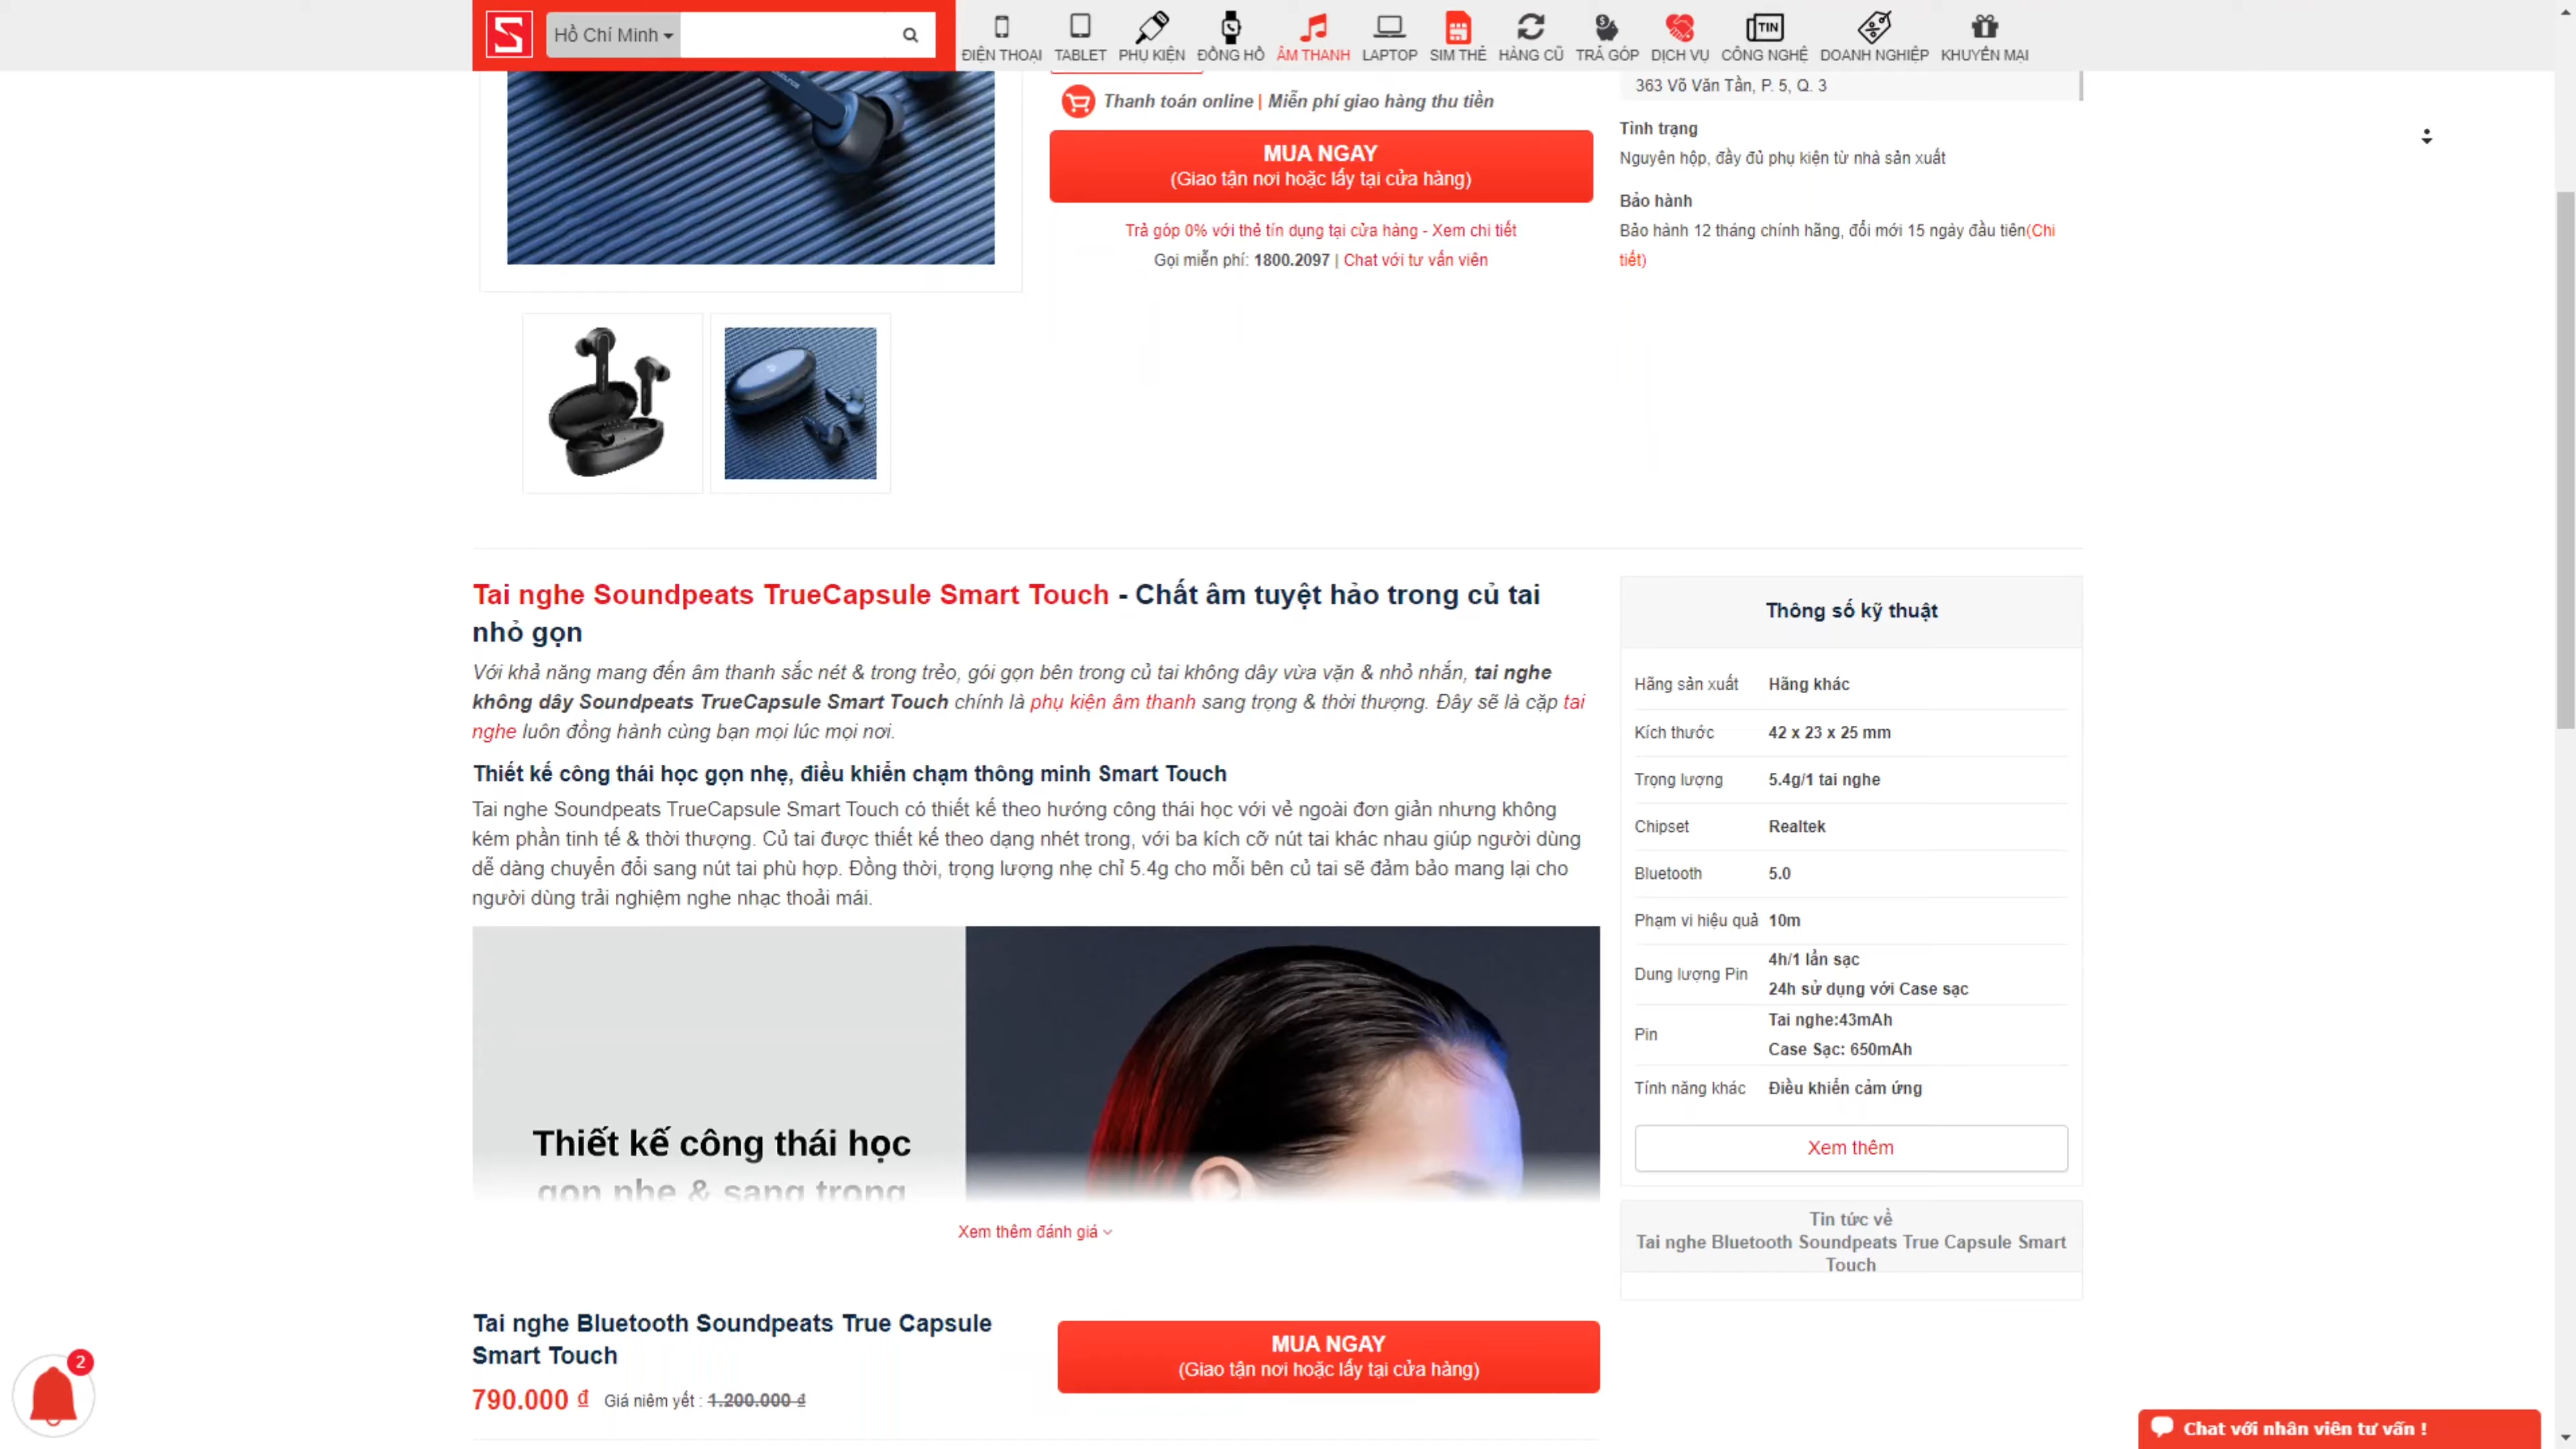 Hồ Chí Minh
ĐIỆN THOẠI
TABLET
PHỤ KIỆN
ĐỒNG HỒ
ÂM THANH
LAPTOP
SIM THẺ
HÀNG CŨ
TRẢ GÓP
DỊCH VỤ
TIN
CÔNG NGHỆ
DOANH NGHIỆP
KHUYẾN MẠI
Thanh toán online | Miễn phí giao hàng thu tiền
MUA NGAY
(Giao tận nơi hoặc lấy tại cửa hàng)
Trả góp 0% với thẻ tín dụng tại cửa hàng - Xem chi tiết
Gọi miễn phí: 1800.2097 | Chat với tư vấn viên
363 Võ Văn Tần, P. 5, Q. 3
Tình trạng
Nguyên hộp, đầy đủ phụ kiện từ nhà sản xuất
Bảo hành
Bảo hành 12 tháng chính hãng, đổi mới 15 ngày đầu tiên(Chi
tiết)
Tai nghe Soundpeats TrueCapsule Smart Touch - Chất âm tuyệt hảo trong củ tai
nhỏ gọn
Với khả năng mang đến âm thanh sắc nét & trong trẻo, gói gọn bên trong củ tai không dây vừa vặn & nhỏ nhắn, tai nghe
không dây Soundpeats TrueCapsule Smart Touch chính là phụ kiện âm thanh sang trọng & thời thượng. Đây sẽ là cặp tai
nghe luôn đồng hành cùng bạn mọi lúc mọi nơi.
Thiết kế công thái học gọn nhẹ, điều khiển chạm thông minh Smart Touch
Tai nghe Soundpeats TrueCapsule Smart Touch có thiết kế theo hướng công thái học với vẻ ngoài đơn giản nhưng không
kém phần tinh tế & thời thượng. Củ tai được thiết kế theo dạng nhét trong, với ba kích cỡ nút tai khác nhau giúp người dùng
dễ dàng chuyển đổi sang nút tai phù hợp. Đồng thời, trọng lượng nhẹ chỉ 5.4g cho mỗi bên củ tai sẽ đảm bảo mang lại cho
người dùng trải nghiệm nghe nhạc thoải mái.
Thiết kế công thái học
gọn nhẹ & sang trọng
Xem thêm đánh giá
Thông số kỹ thuật
Hãng sản xuất Hãng khác
Kích thước 42 x 23 x 25 mm
Trọng lượng 5.4g/1 tai nghe
Chipset Realtek
Bluetooth 5.0
Phạm vi hiệu quả 10m
Dung lượng Pin 4h/1 lần sạc
24h sử dụng với Case sạc
Pin Tai nghe:43mAh
Case Sạc: 650mAh
Tính năng khác Điều khiển cảm ứng
Xem thêm
Tin tức về
Tai nghe Bluetooth Soundpeats True Capsule Smart
Touch
Tai nghe Bluetooth Soundpeats True Capsule
Smart Touch
790.000 ₫ Giá niêm yết : 1.200.000 ₫
MUA NGAY
(Giao tận nơi hoặc lấy tại cửa hàng)
2
Chat với nhân viên tư vấn !